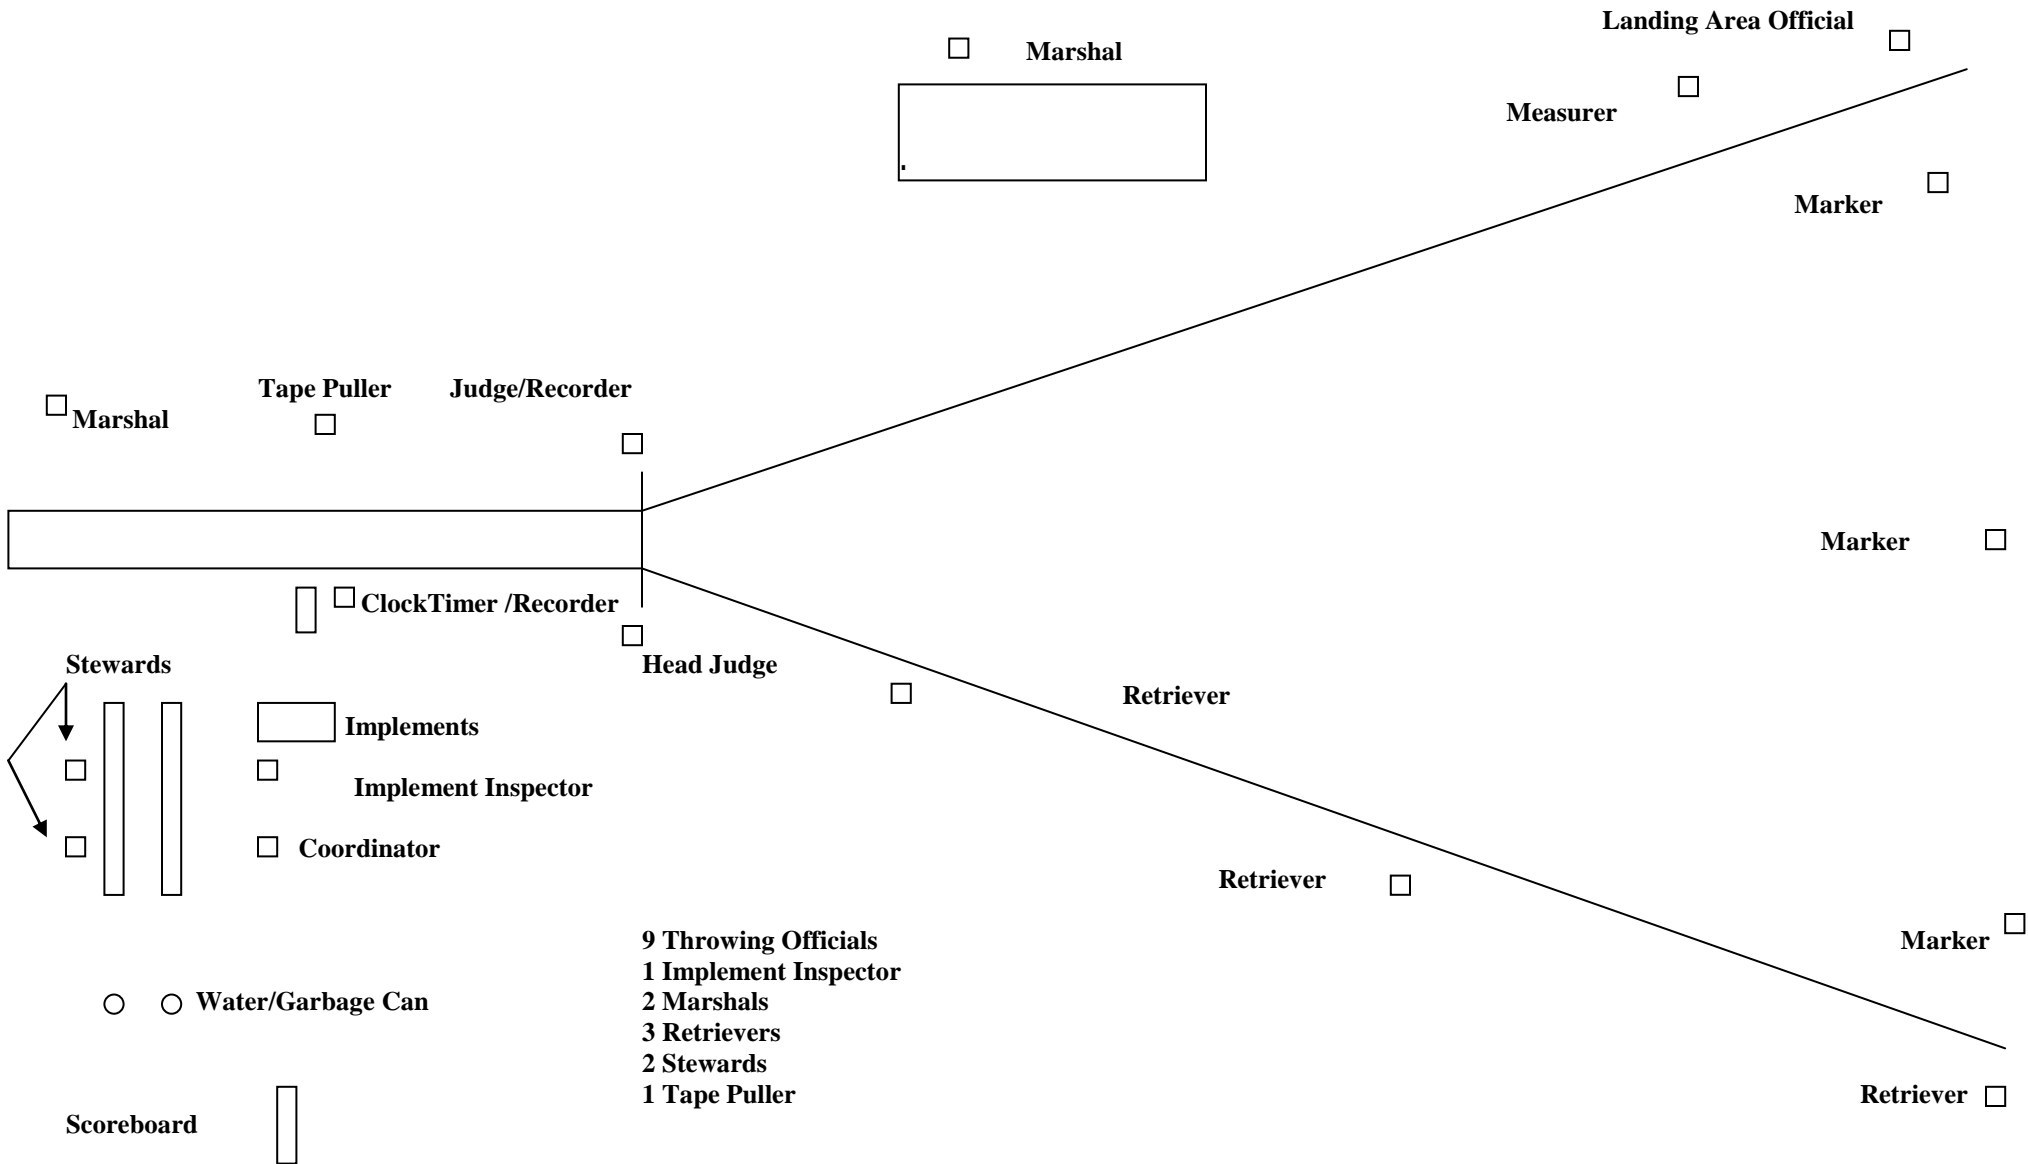 Landing Area Official
Marshal
Measurer
Marker
Tape Puller
Judge/Recorder
Marshal
Marker
ClockTimer /Recorder
Stewards
Head Judge
Retriever
Implements
Implement Inspector
Coordinator
Retriever
9 Throwing Officials
1 Implement Inspector
2 Marshals
3 Retrievers
2 Stewards
1 Tape Puller
Marker
Water/Garbage Can
Retriever
Scoreboard